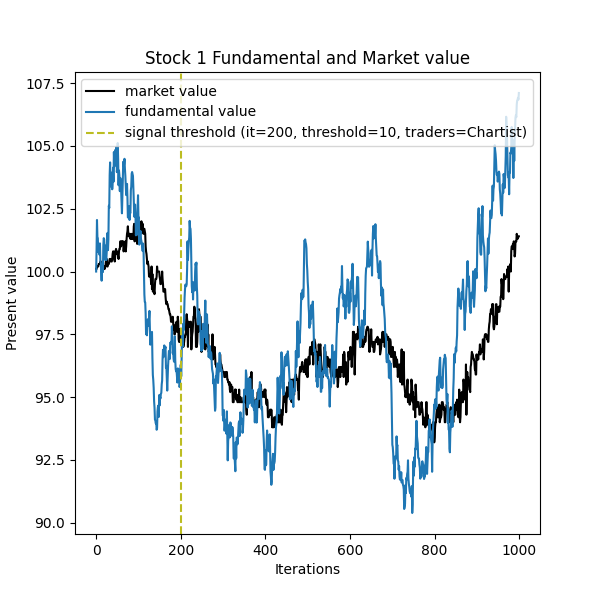 Stock 1 Fundamental and Market value
market value
fundamental value
signal threshold (it=200, threshold=10, traders=Chartist)
107.5
105.0
102.5
100.0
97.5
95.0
92.5
90.0
Present value
0 200 400 600 800 1000
Iterations